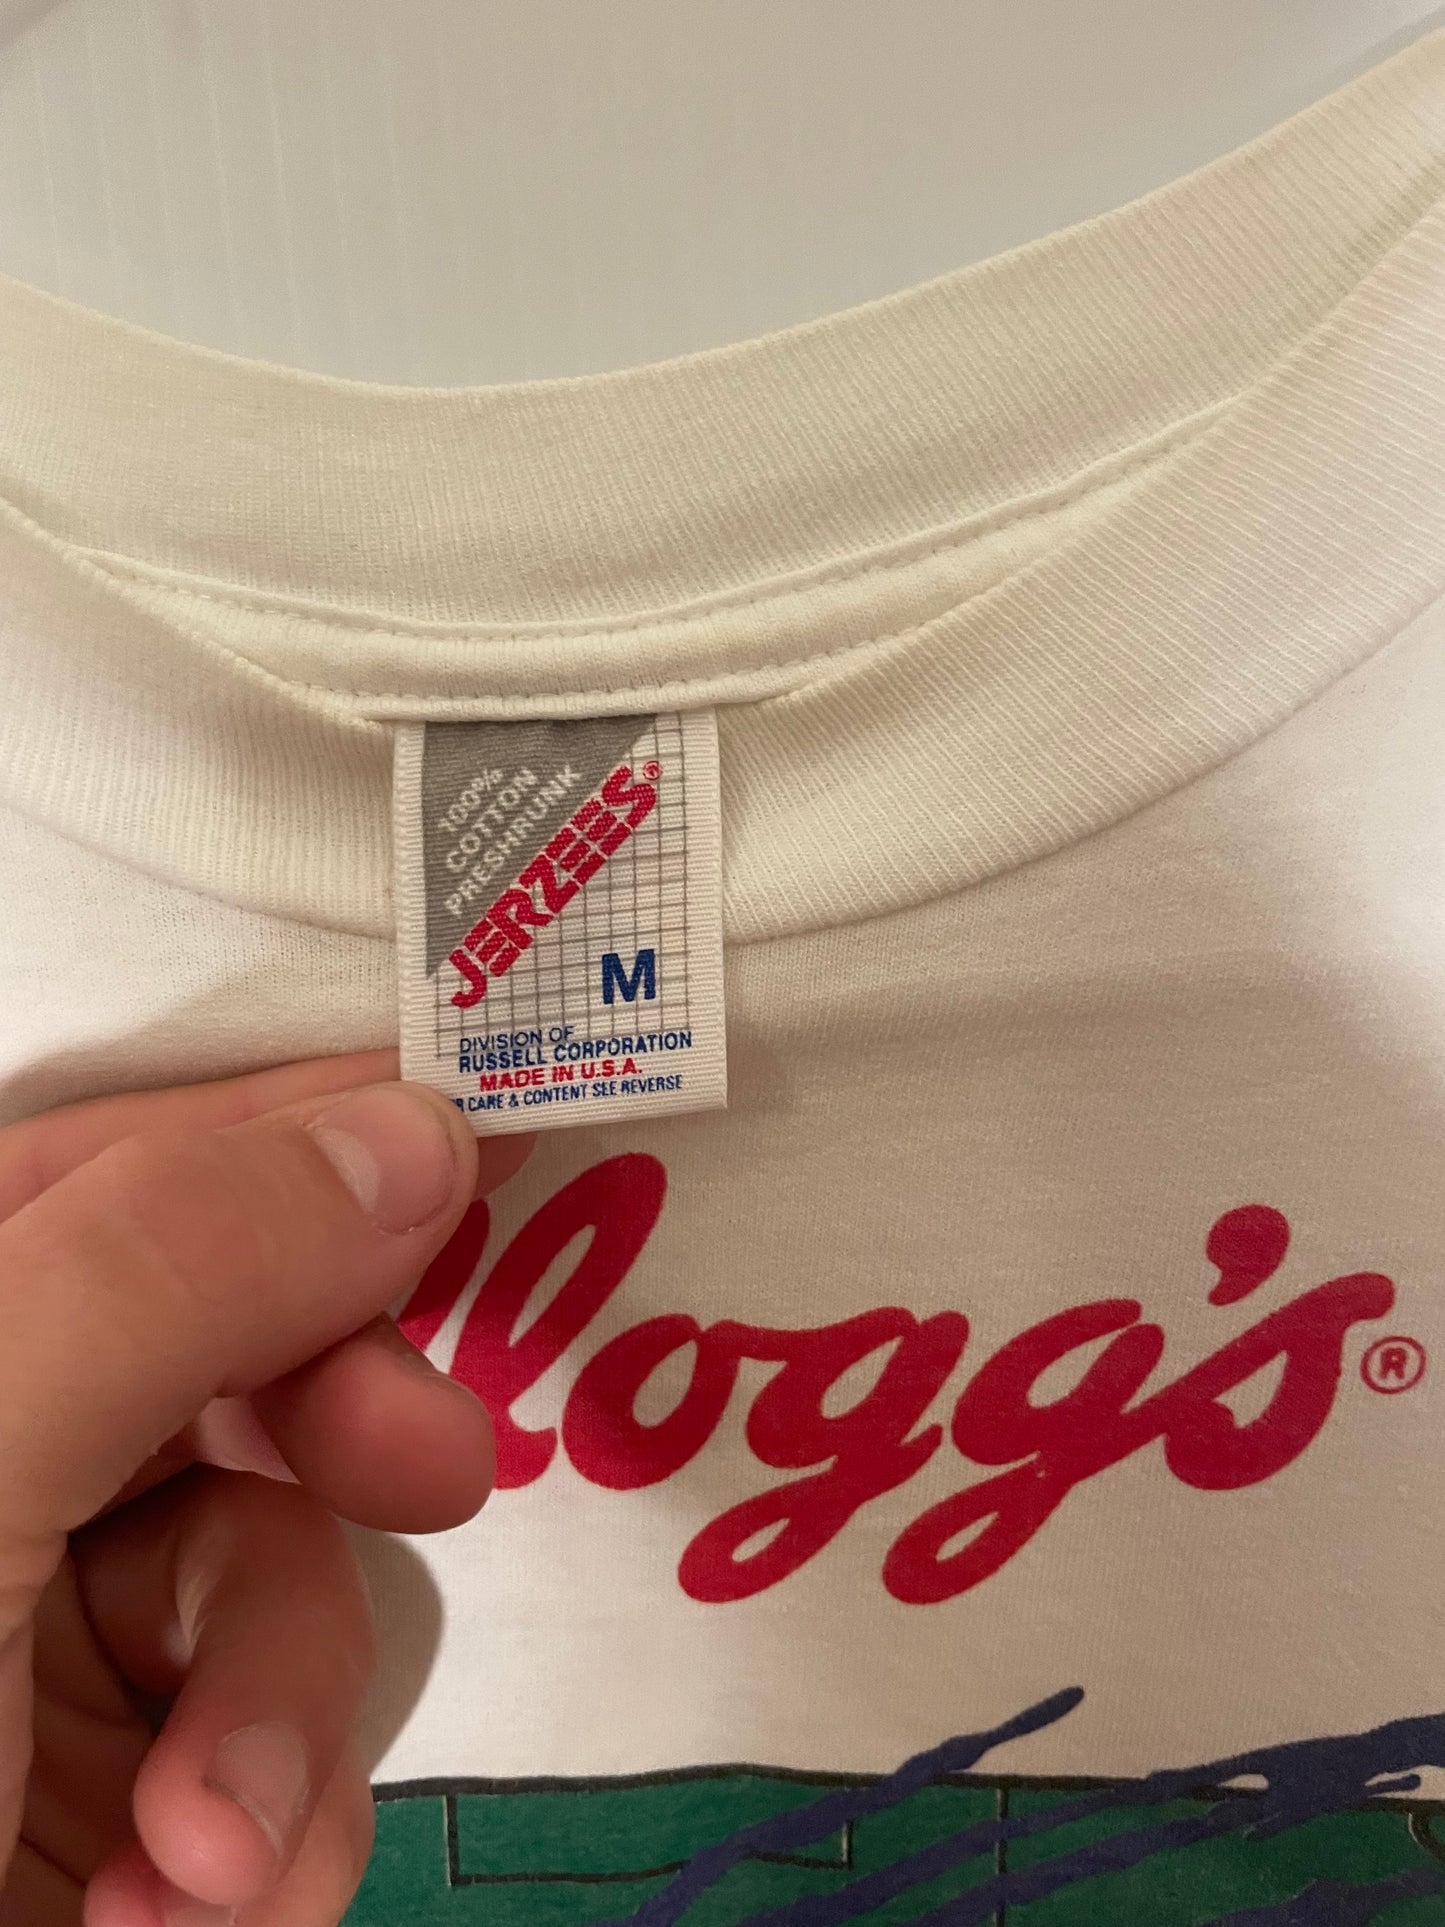 100%
COTTON
PRESHRUNK
JERZEES®
M
DIVISION OF
RUSSELL CORPORATION
MADE IN U.S.A.
CARE & CONTENT SEE REVERSE
llogg's®